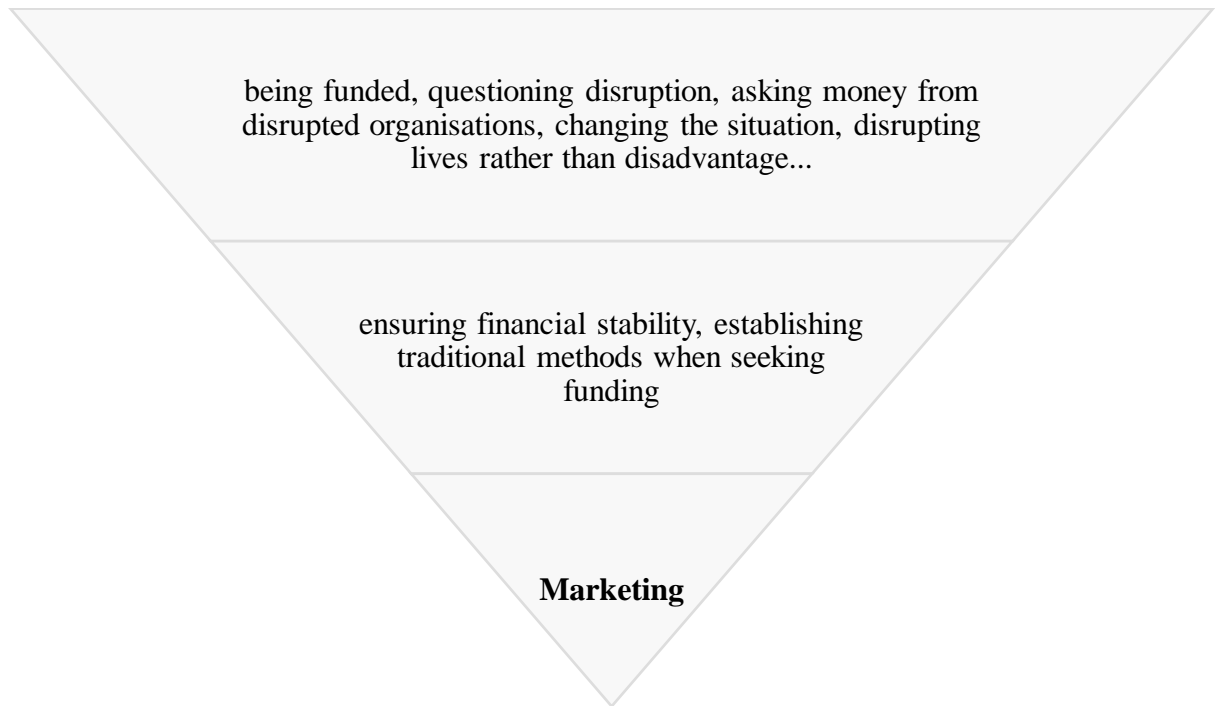 being funded, questioning disruption, asking money from
disrupted organisations, changing the situation, disrupting
lives rather than disadvantage...
ensuring financial stability, establishing
traditional methods when seeking
funding
Marketing